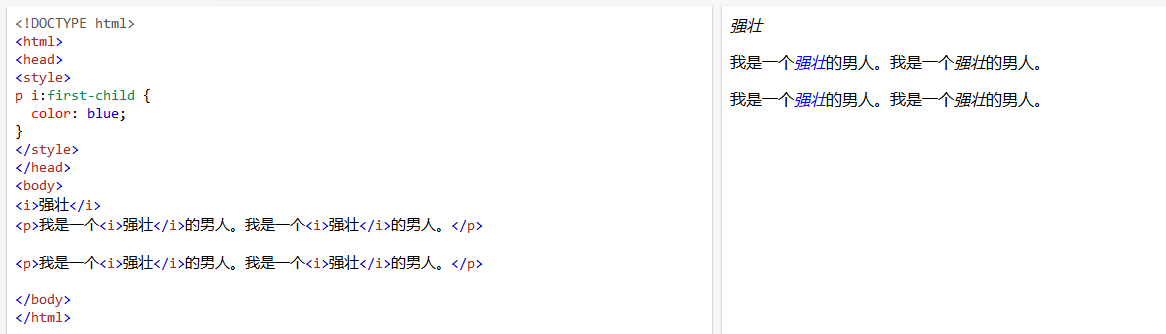 <!DOCTYPE html>
<html>
<head>
<style>
p i:first-child {
  color: blue;
}
</style>
</head>
<body>
<i>强壮</i>
<p>我是一个<i>强壮</i>的男人。我是一个<i>强壮</i>的男人。</p>
<p>我是一个<i>强壮</i>的男人。我是一个<i>强壮</i>的男人。</p>
</body>
</html>
强壮
我是一个强壮的男人。我是一个强壮的男人。
我是一个强壮的男人。我是一个强壮的男人。